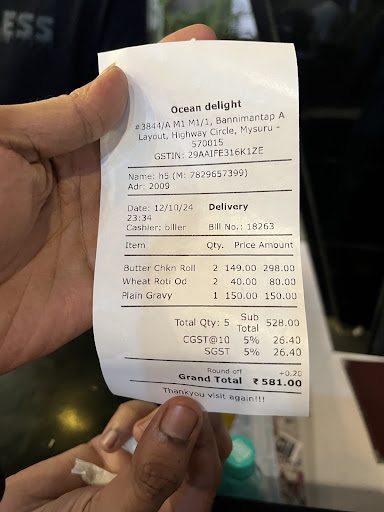 ESS
Ocean delight
#3844/A M1 M1/1, Bannimantap A
Layout, Highway Circle, Mysuru -
570015
GSTIN: 29AAIFE316K1ZE
Name: h5 (M: 7829657399)
Adr: 2009
Date: 12/10/24 Delivery
23:34
Cashier: biller Bill No.: 18263
Item Qty. Price Amount
Butter Chkn Roll 2 149.00 298.00
Wheat Roti Od 2 40.00 80.00
Plain Gravy 1 150.00 150.00
Total Qty: 5 Sub Total 528.00
CGST@10 5% 26.40
SGST 5% 26.40
Round off +0.20
Grand Total ₹581.00
Thankyou visit again!!!